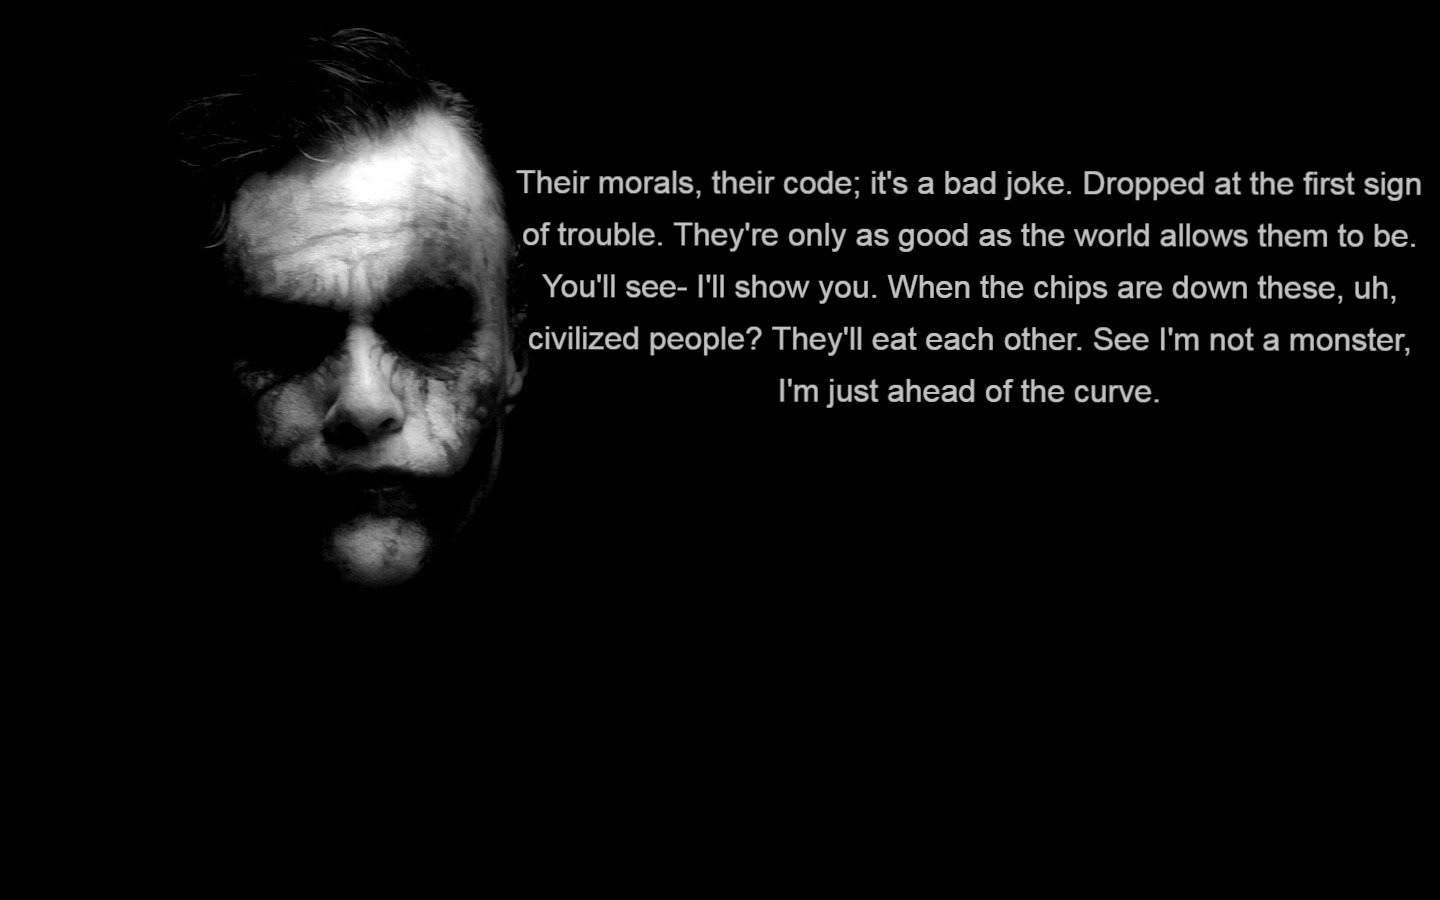 Their morals, their code; it's a bad joke. Dropped at the first sign
of trouble. They're only as good as the world allows them to be.
You'll see- I'll show you. When the chips are down these, uh,
civilized people? They'll eat each other. See I'm not a monster,
I'm just ahead of the curve.